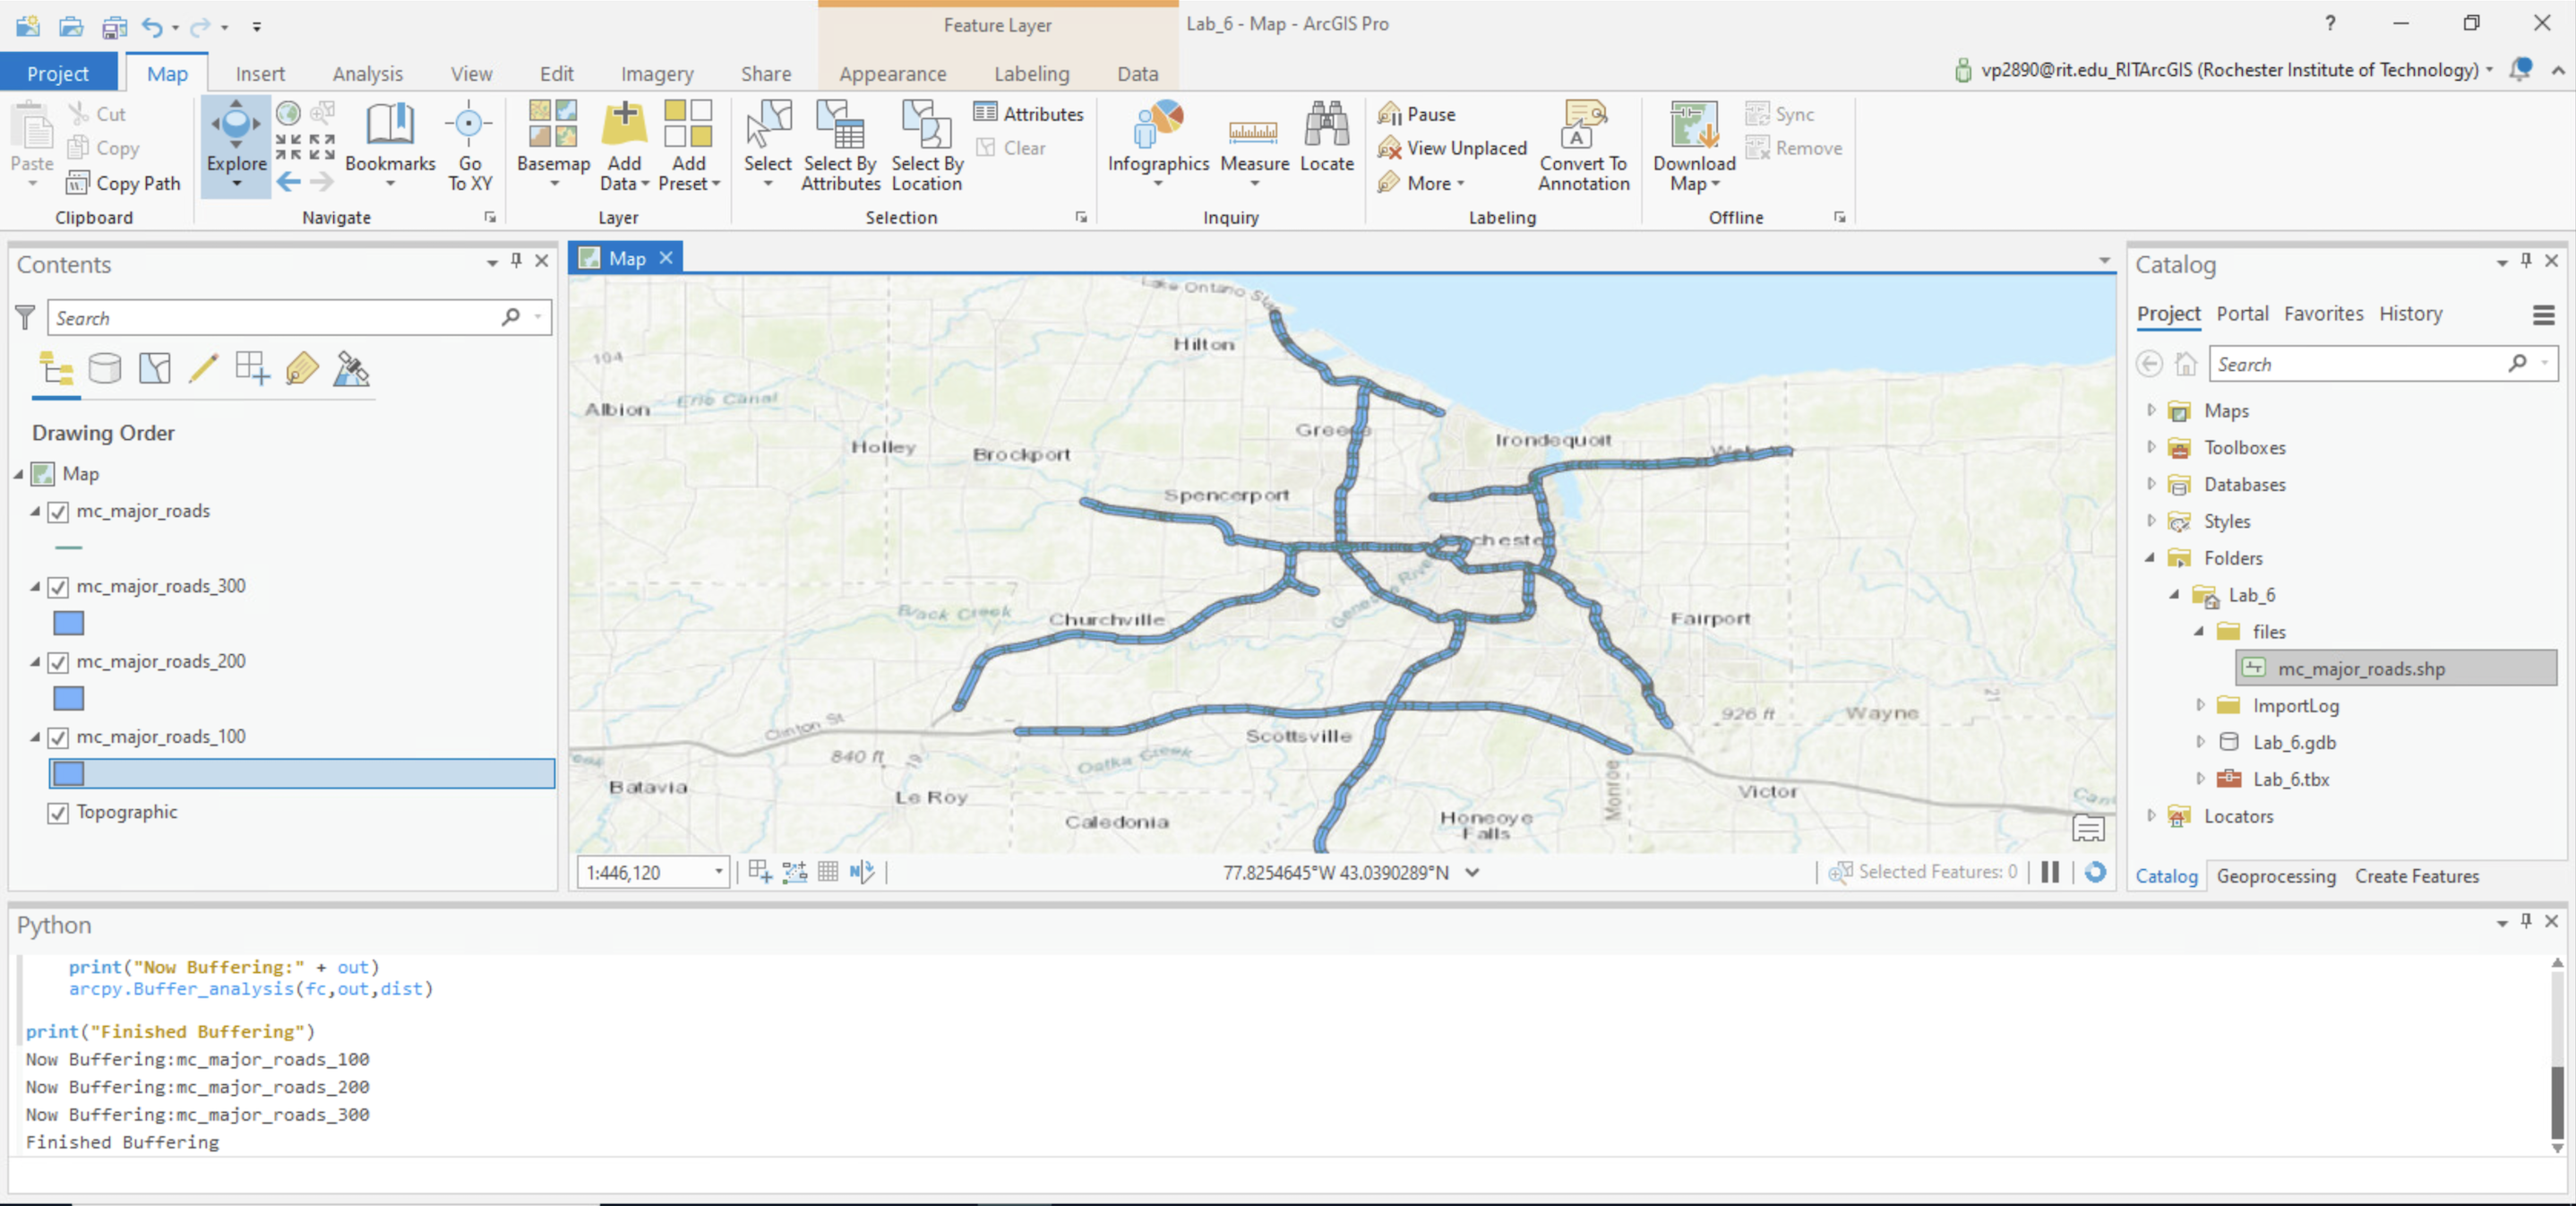 Feature Layer
Lab_6 - Map - ArcGIS Pro
?
Project Map Insert Analysis View Edit Imagery Share Appearance Labeling Data
vp2890@rit.edu_RITArcGIS (Rochester Institute of Technology)
Paste
Cut
Copy
Copy Path
Clipboard
Explore
Bookmarks
Go To XY
Navigate
Basemap
Add Data
Add Preset
Layer
Select
Select By Attributes
Select By Location
Attributes
Clear
Selection
Infographics
Measure
Locate
Inquiry
Pause
View Unplaced
More
A
Convert To Annotation
Labeling
Download Map
Sync
Remove
Offline
Contents
Search
Drawing Order
Map
mc_major_roads
mc_major_roads_300
mc_major_roads_200
mc_major_roads_100
Topographic
Map
Lake Ontario
Hilton
104
Albion
Erie Canal
Holley
Brockport
Irondequoit
Spencerport
Black Creek
Churchville
Fairport
Clinton St
840 ft
19
Oatka Creek
Scottsville
926 ft
Wayne
21
Batavia
Le Roy
Caledonia
Honeoye Falls
Monroe
Victor
1:446,120
77.8254645°W 43.0390289°N
Selected Features: 0
Catalog
Project Portal Favorites History
Search
Maps
Toolboxes
Databases
Styles
Folders
Lab_6
files
mc_major_roads.shp
ImportLog
Lab_6.gdb
Lab_6.tbx
Locators
Catalog Geoprocessing Create Features
Python
print("Now Buffering:" + out)
arcpy.Buffer_analysis(fc,out,dist)
print("Finished Buffering")
Now Buffering:mc_major_roads_100
Now Buffering:mc_major_roads_200
Now Buffering:mc_major_roads_300
Finished Buffering